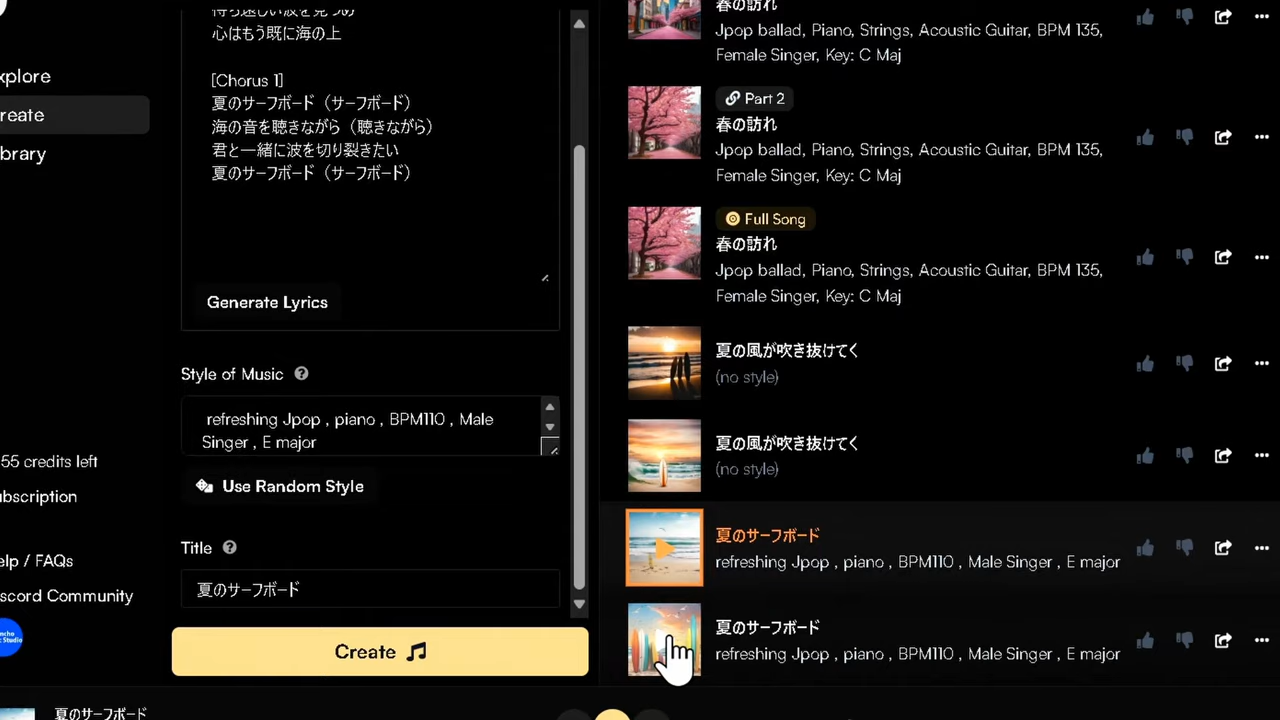 xplore
reate
ibrary
55 credits left
ubscription
elp / FAQs
scord Community
心はもう既に海の上
[Chorus 1]
夏のサーフボード（サーフボード）
海の音を聴きながら（聴きながら）
君と一緒に波を切り裂きたい
夏のサーフボード（サーフボード）
Generate Lyrics
Style of Music
refreshing Jpop , piano , BPM110 , Male
Singer , E major
Use Random Style
Title
夏のサーフボード
Create
春の訪れ
Jpop ballad, Piano, Strings, Acoustic Guitar, BPM 135,
Female Singer, Key: C Maj
Part 2
春の訪れ
Jpop ballad, Piano, Strings, Acoustic Guitar, BPM 135,
Female Singer, Key: C Maj
Full Song
春の訪れ
Jpop ballad, Piano, Strings, Acoustic Guitar, BPM 135,
Female Singer, Key: C Maj
夏の風が吹き抜けてく
(no style)
夏の風が吹き抜けてく
(no style)
夏のサーフボード
refreshing Jpop , piano , BPM110 , Male Singer , E major
夏のサーフボード
refreshing Jpop , piano , BPM110 , Male Singer , E major
夏のサーフボード